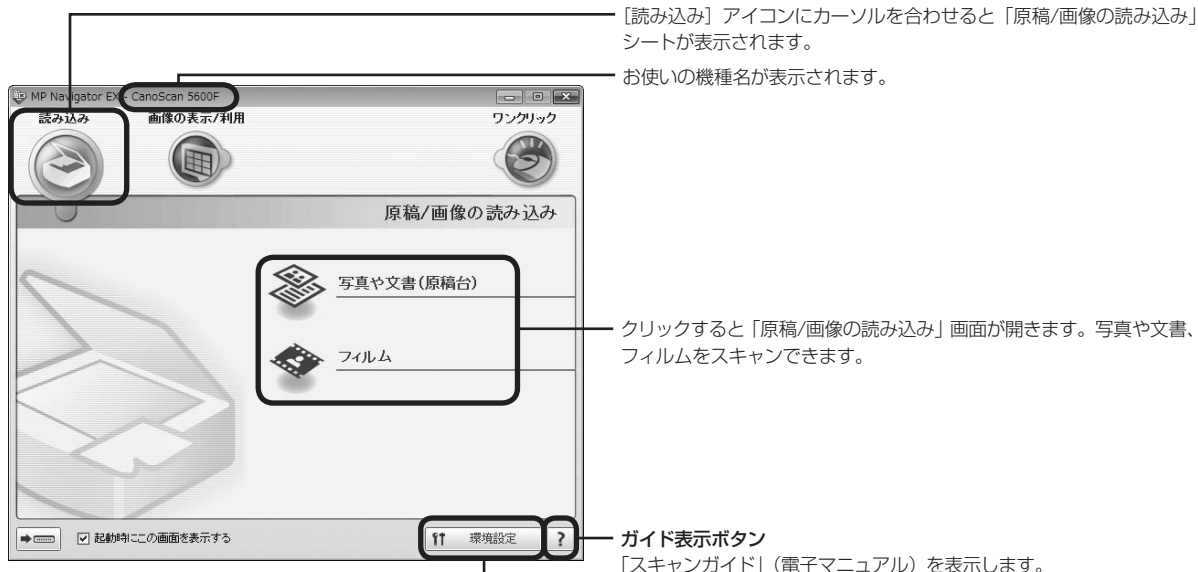 ［読み込み］アイコンにカーソルを合わせると「原稿/画像の読み込み」
シートが表示されます。
お使いの機種名が表示されます。
MP Navigator EX - CanoScan 5600F
読み込み
画像の表示/利用
ワンクリック
原稿/画像の読み込み
写真や文書(原稿台)
フィルム
クリックすると「原稿/画像の読み込み」画面が開きます。写真や文書、
フィルムをスキャンできます。
起動時にこの画面を表示する
環境設定
?
ガイド表示ボタン
「スキャンガイド」（電子マニュアル）を表示します。